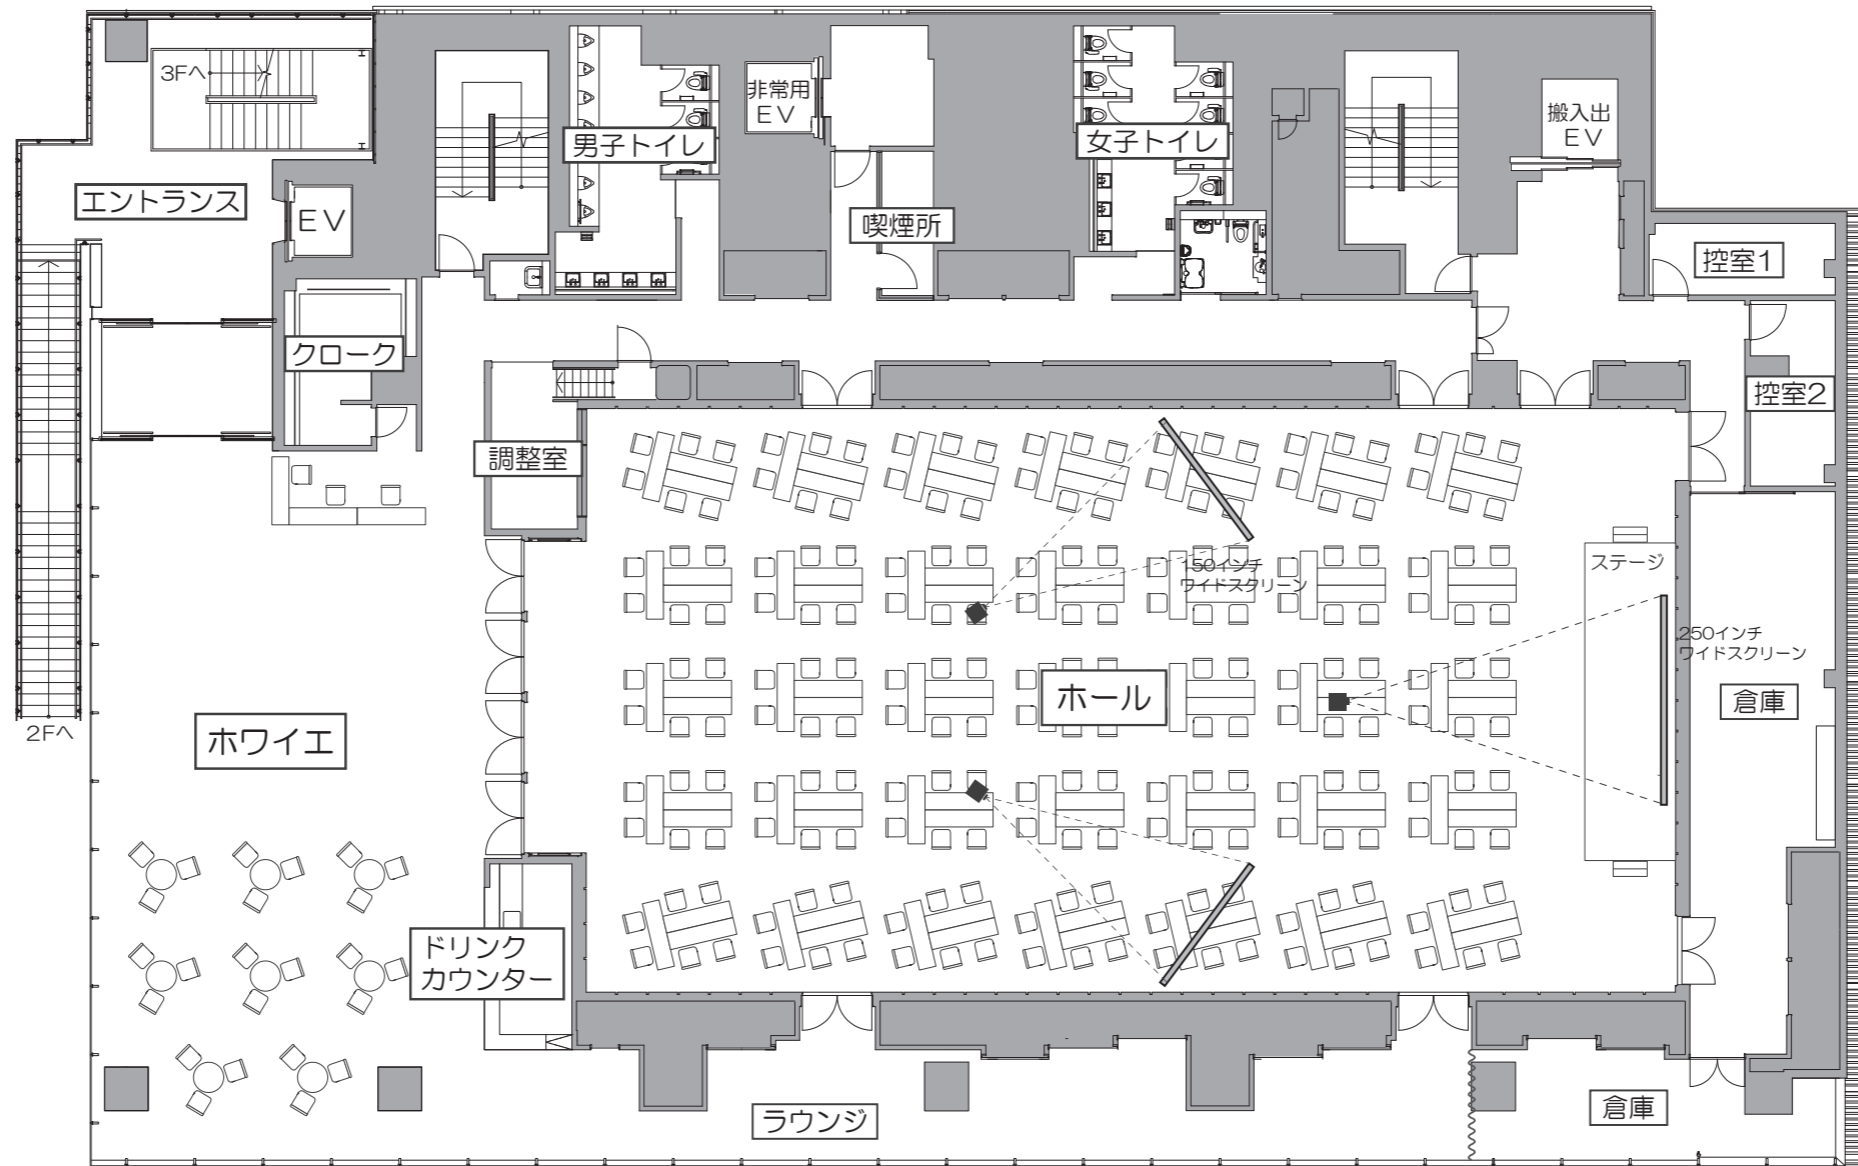 3Fへ
非常用
EV
搬入出
EV
男子トイレ
女子トイレ
エントランス
EV
喫煙所
控室1
クローク
控室2
調整室
150インチ
ワイドスクリーン
ステージ
250インチ
ワイドスクリーン
ホール
倉庫
2Fへ
ホワイエ
ドリンク
カウンター
ラウンジ
倉庫